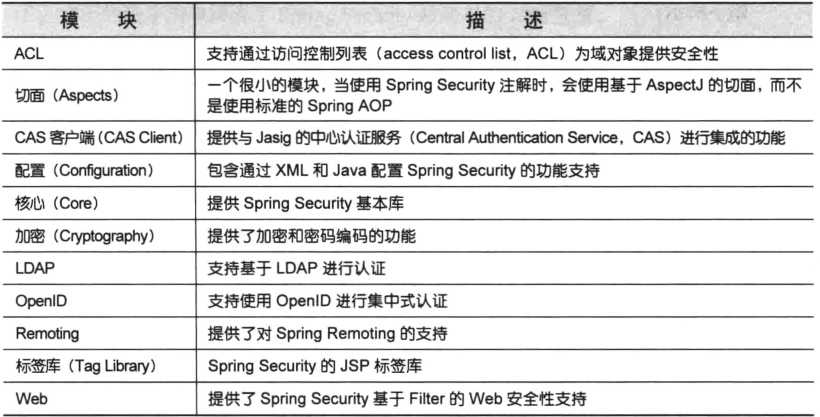 模 块 描 述
ACL 支持通过访问控制列表（access control list，ACL）为域对象提供安全性
切面（Aspects） 一个很小的模块，当使用 Spring Security 注解时，会使用基于 AspectJ 的切面，而不
是使用标准的 Spring AOP
CAS 客户端（CAS Client） 提供与 Jasig 的中心认证服务（Central Authentication Service，CAS）进行集成的功能
配置（Configuration） 包含通过 XML 和 Java 配置 Spring Security 的功能支持
核心（Core） 提供 Spring Security 基本库
加密（Cryptography） 提供了加密和密码编码的功能
LDAP 支持基于 LDAP 进行认证
OpenID 支持使用 OpenID 进行集中式认证
Remoting 提供了对 Spring Remoting 的支持
标签库（Tag Library） Spring Security 的 JSP 标签库
Web 提供了 Spring Security 基于 Filter 的 Web 安全性支持